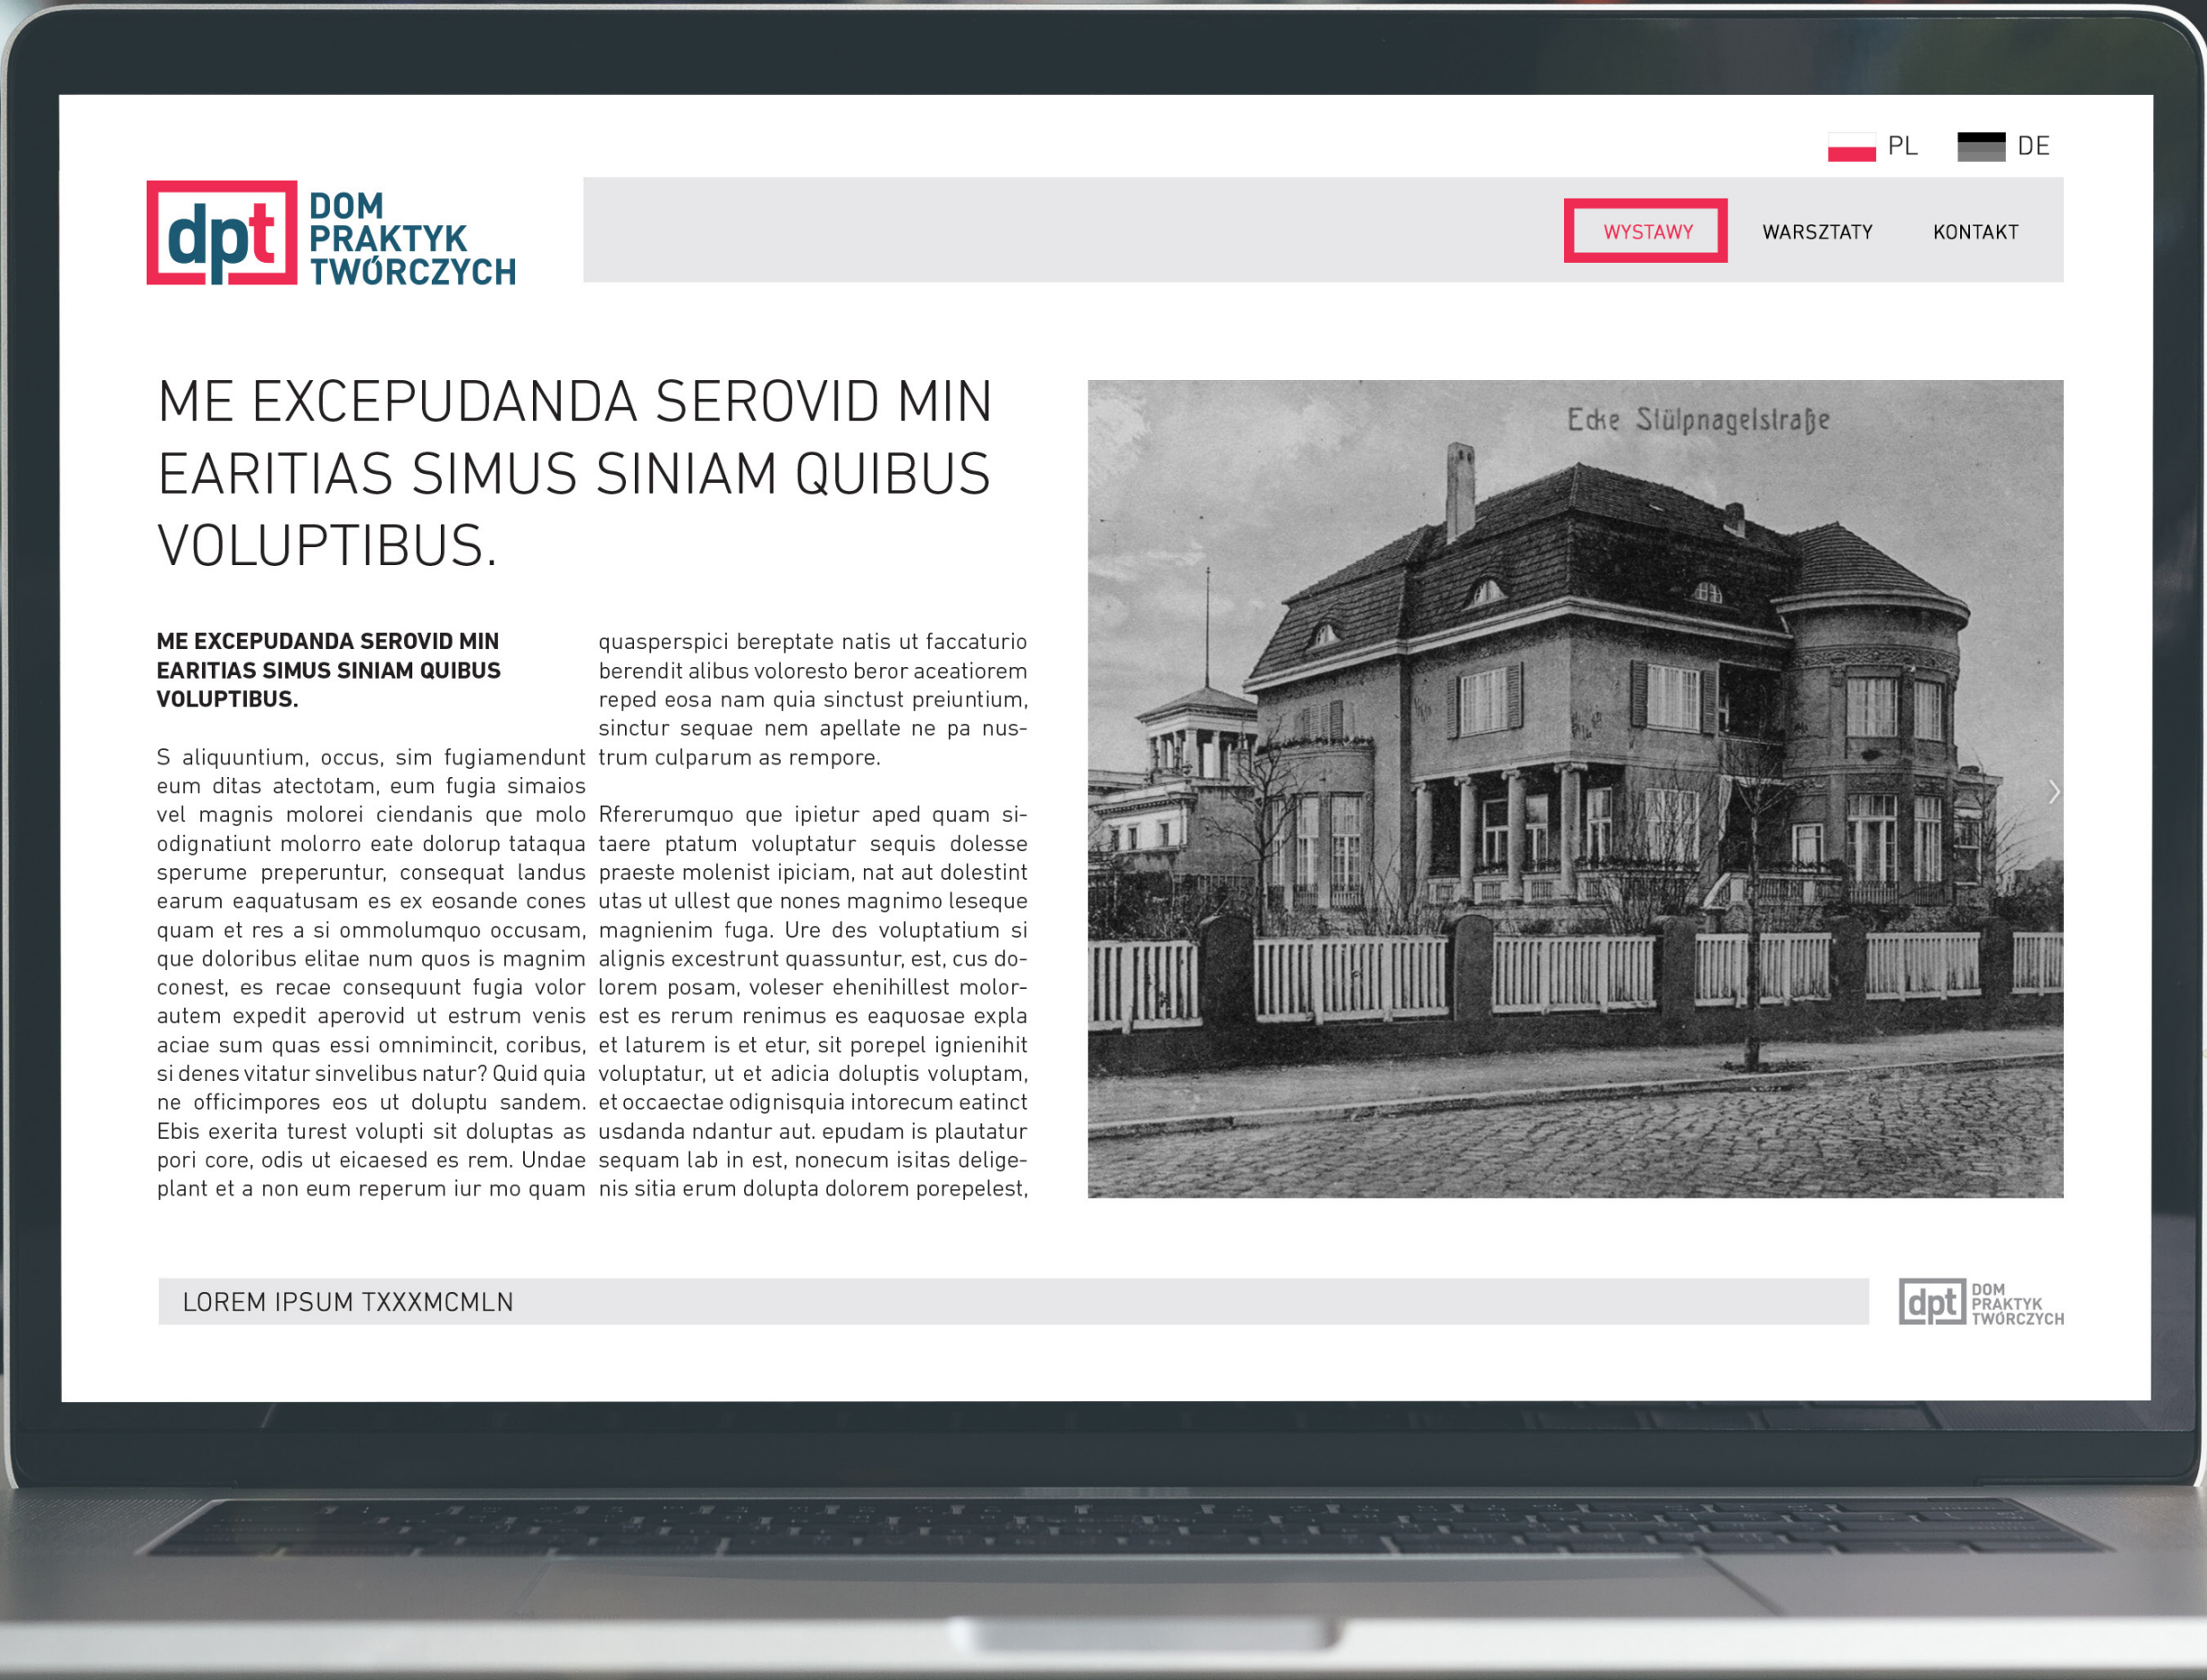 PL DE
dpt
DOM
PRAKTYK
TWÓRCZYCH
WYSTAWY WARSZTATY KONTAKT
ME EXCEPUDANDA SEROVID MIN
EARITIAS SIMUS SINIAM QUIBUS
VOLUPTIBUS.
ME EXCEPUDANDA SEROVID MIN
EARITIAS SIMUS SINIAM QUIBUS
VOLUPTIBUS.
S aliquuntium, occus, sim fugiamendunt
eum ditas atectotam, eum fugia simaios
vel magnis molorei ciendanis que molo
odignatiunt molorro eate dolorup tataqua
sperume preperuntur, consequat landus
earum eaquatusam es ex eosande cones
quam et res a si ommolumquo occusam,
que doloribus elitae num quos is magnim
conest, es recae consequunt fugia volor
autem expedit aperovid ut estrum venis
aciae sum quas essi omnimincit, coribus,
si denes vitatur sinvelibus natur? Quid quia
ne officimpores eos ut doluptu sandem.
Ebis exerita turest volupti sit doluptas as
pori core, odis ut eicaesed es rem. Undae
plant et a non eum reperum iur mo quam
quasperspici bereptate natis ut faccaturio
berendit alibus voloresto beror aceatiorem
reped eosa nam quia sinctust preiuntium,
sinctur sequae nem apellate ne pa nus-
trum culparum as rempore.
Rfererumquo que ipietur aped quam si-
taere ptatum voluptatur sequis dolesse
praeste molenist ipiciam, nat aut dolestint
utas ut ullest que nones magnimo leseque
magnienim fuga. Ure des voluptatium si
alignis excestrunt quassuntur, est, cus do-
lorem posam, voleser ehenihillest molor-
est es rerum renimus es eaquosae expla
et laturem is et etur, sit porepel ignienihit
voluptatur, ut et adicia doluptis voluptam,
et occaectae odignisquia intorecum eatinct
usdanda ndantur aut. epudam is plautatur
sequam lab in est, nonecum isitas delige-
nis sitia erum dolupta dolorem porepelest,
Ecke Stülpnagelstraße
LOREM IPSUM TXXXMCMLN
dpt
DOM
PRAKTYK
TWÓRCZYCH